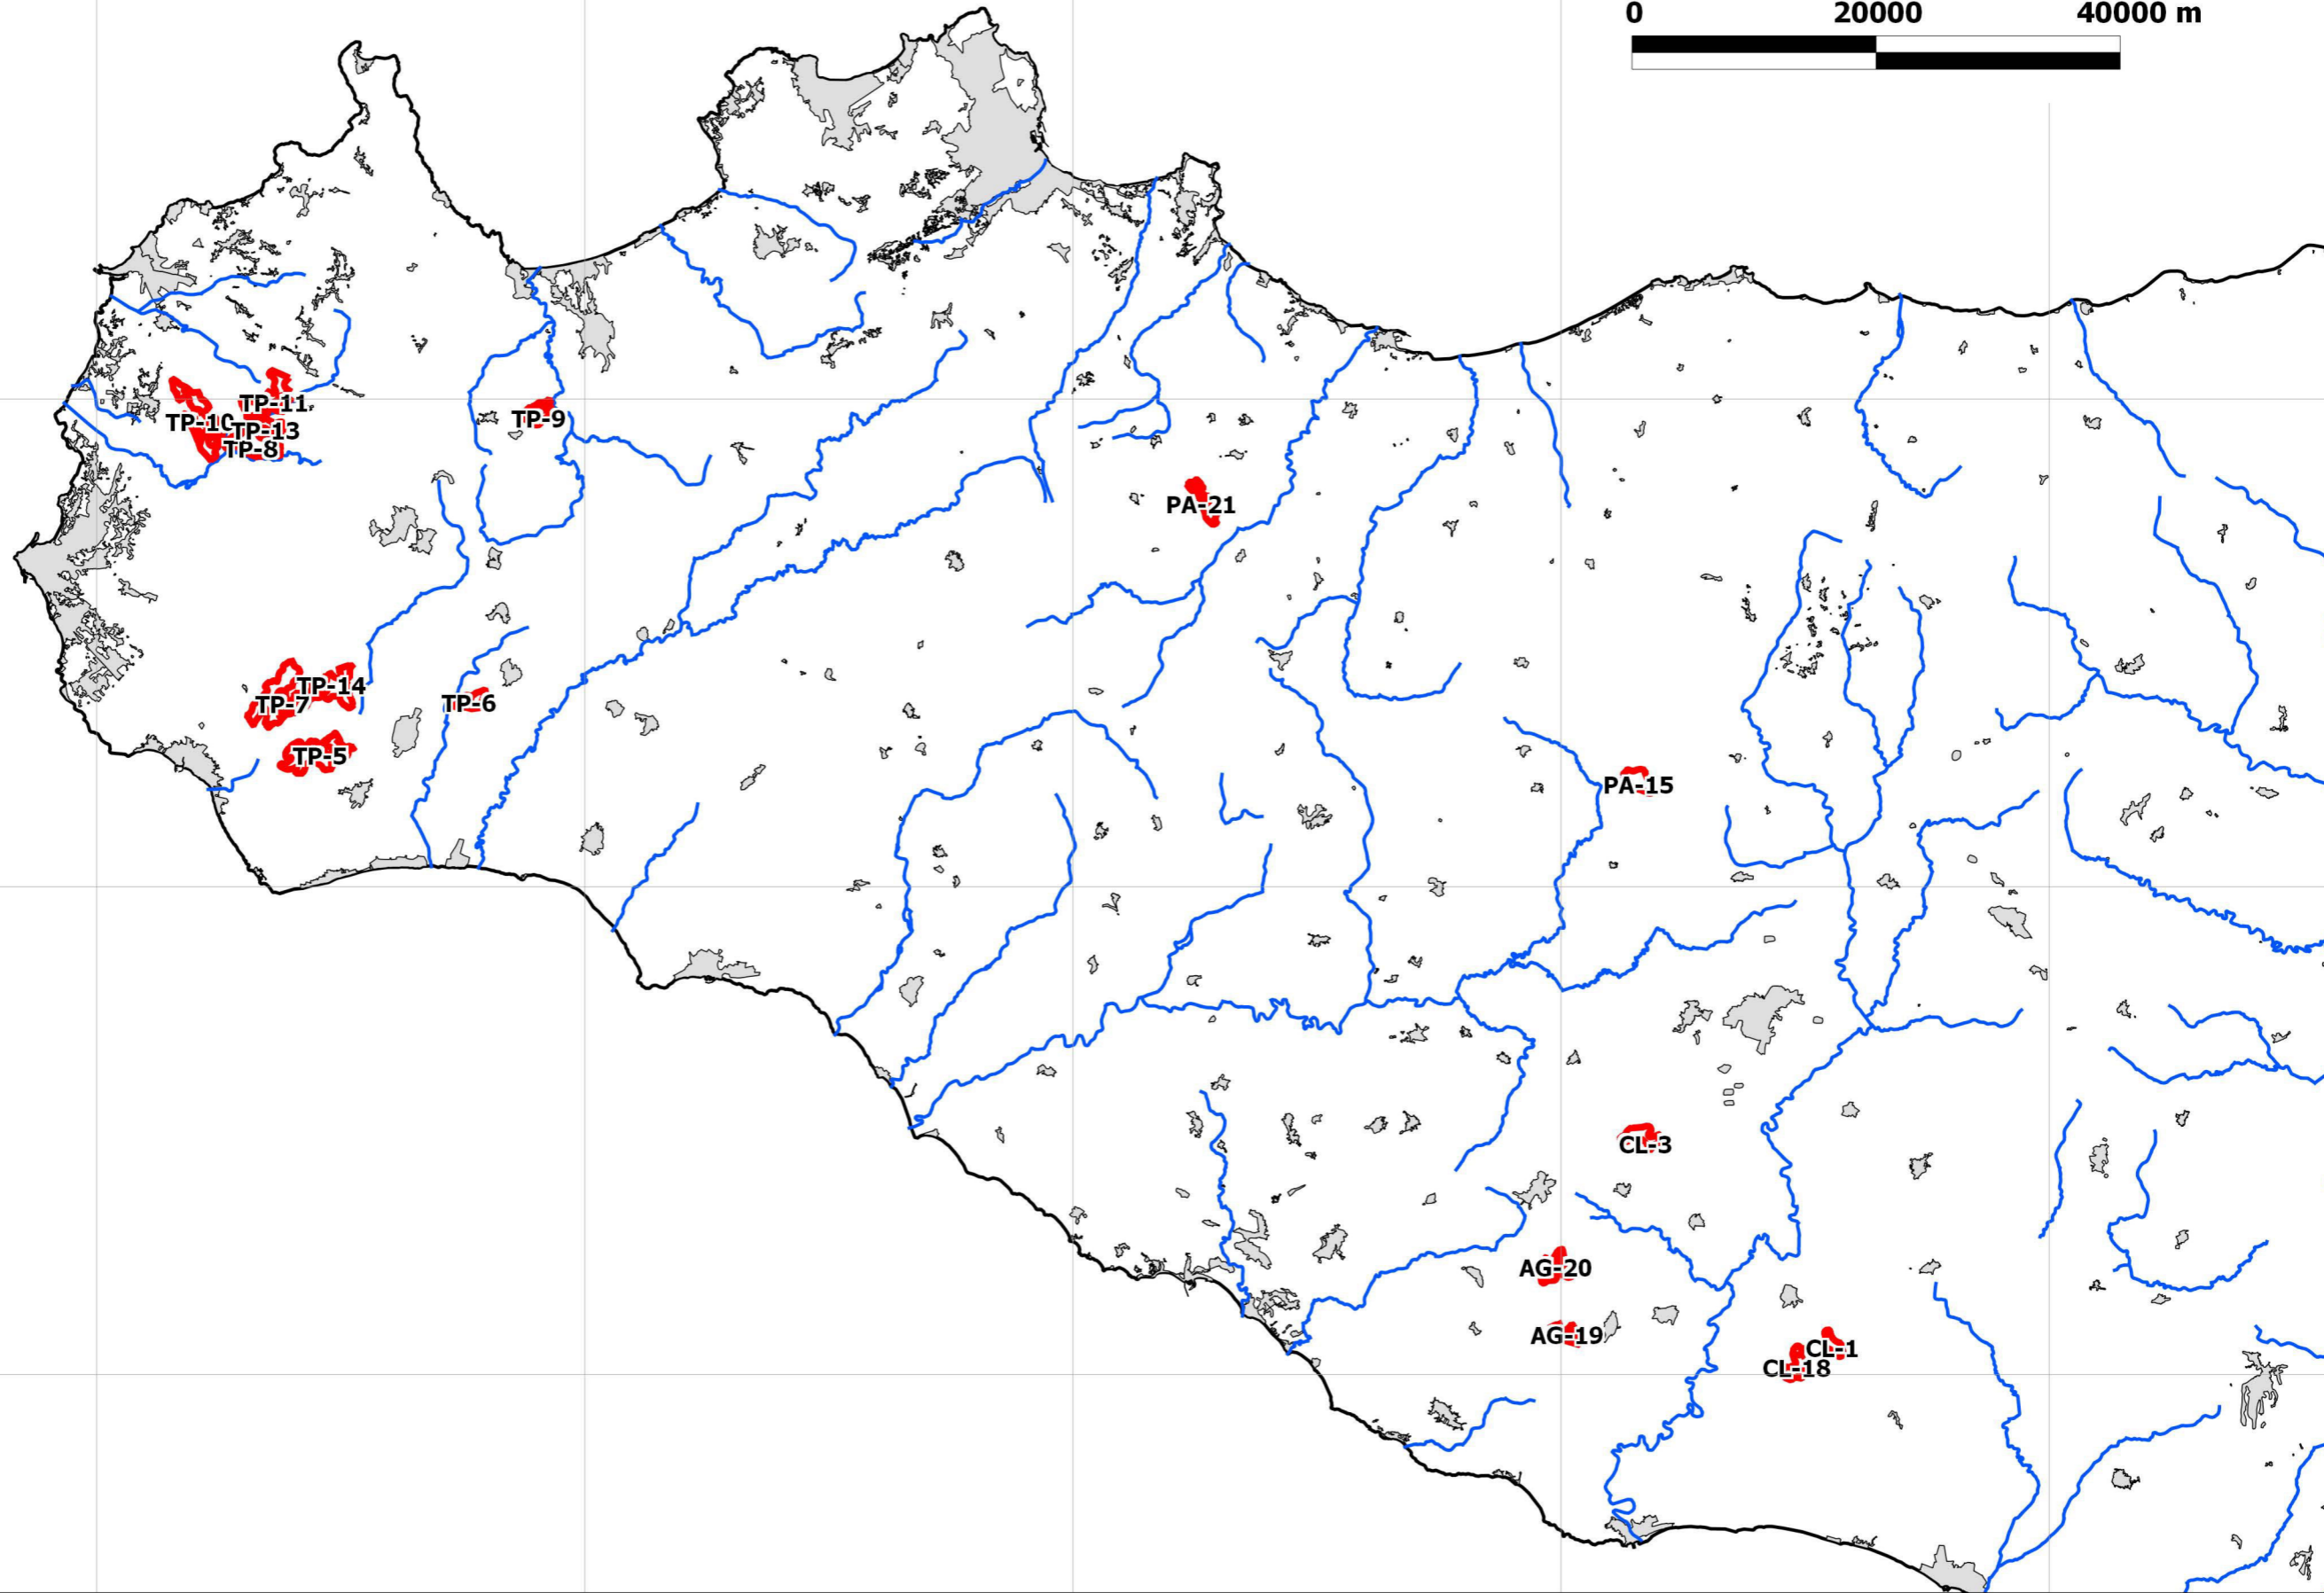 0 20000 40000 m
TP-11
TP-10
TP-13
TP-9
TP-8
PA-21
TP-14
TP-7
TP-6
TP-5
PA-15
CL-3
AG-20
AG-19
CL-1
CL-18